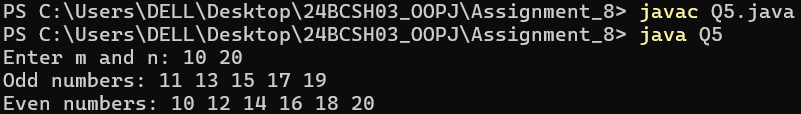 PS C:\Users\DELL\Desktop\24BCSH03_OOPJ\Assignment_8> javac Q5.java
PS C:\Users\DELL\Desktop\24BCSH03_OOPJ\Assignment_8> java Q5
Enter m and n: 10 20
Odd numbers: 11 13 15 17 19
Even numbers: 10 12 14 16 18 20